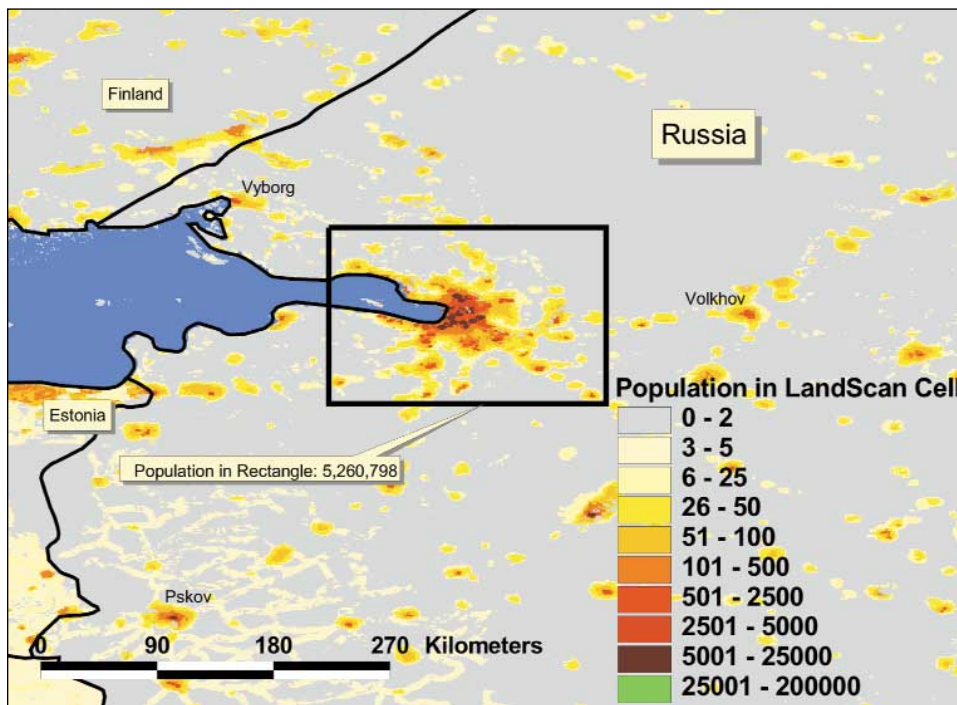 Finland
Russia
Vyborg
Volkhov
Estonia
Population in Rectangle: 5,260,798
Pskov
0 90 180 270 Kilometers
Population in LandScan Cell
0 - 2
3 - 5
6 - 25
26 - 50
51 - 100
101 - 500
501 - 2500
2501 - 5000
5001 - 25000
25001 - 200000